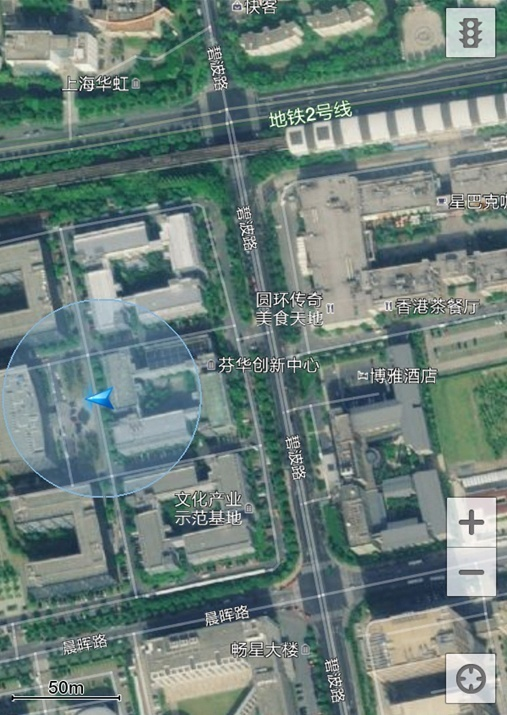 快客
碧波路
上海华虹
地铁2号线
星巴克咖
碧波路
圆环传奇
美食天地
香港茶餐厅
芬华创新中心
博雅酒店
碧波路
文化产业
示范基地
晨晖路
晨晖路
畅星大楼
碧波路
50m